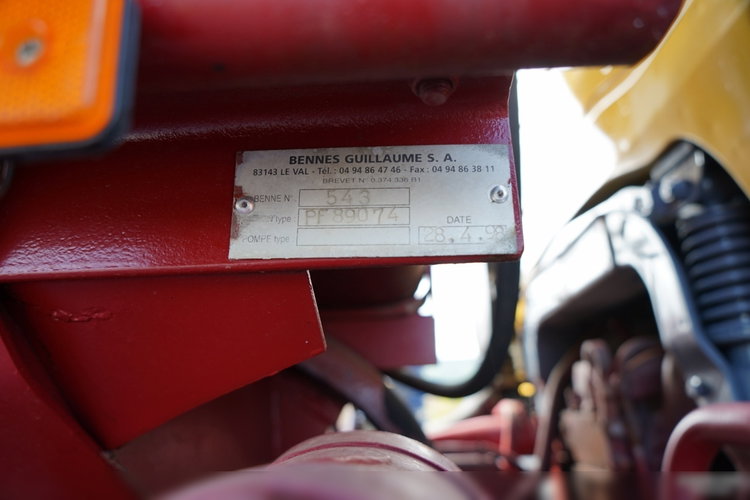 BENNES GUILLAUME S. A.
83143 LE VAL - Tél. : 04 94 86 47 46 - Fax : 04 94 86 38 11
BREVET N° 0 374 336 B1
BENNE N° 543
type PF 89074 DATE
POMPE type 28.4.98